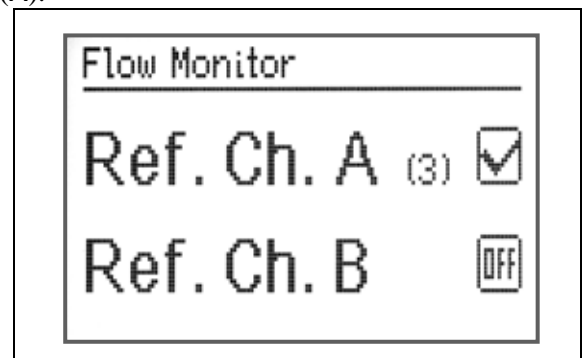 (A).
Flow Monitor
Ref. Ch. A (3)
Ref. Ch. B OFF